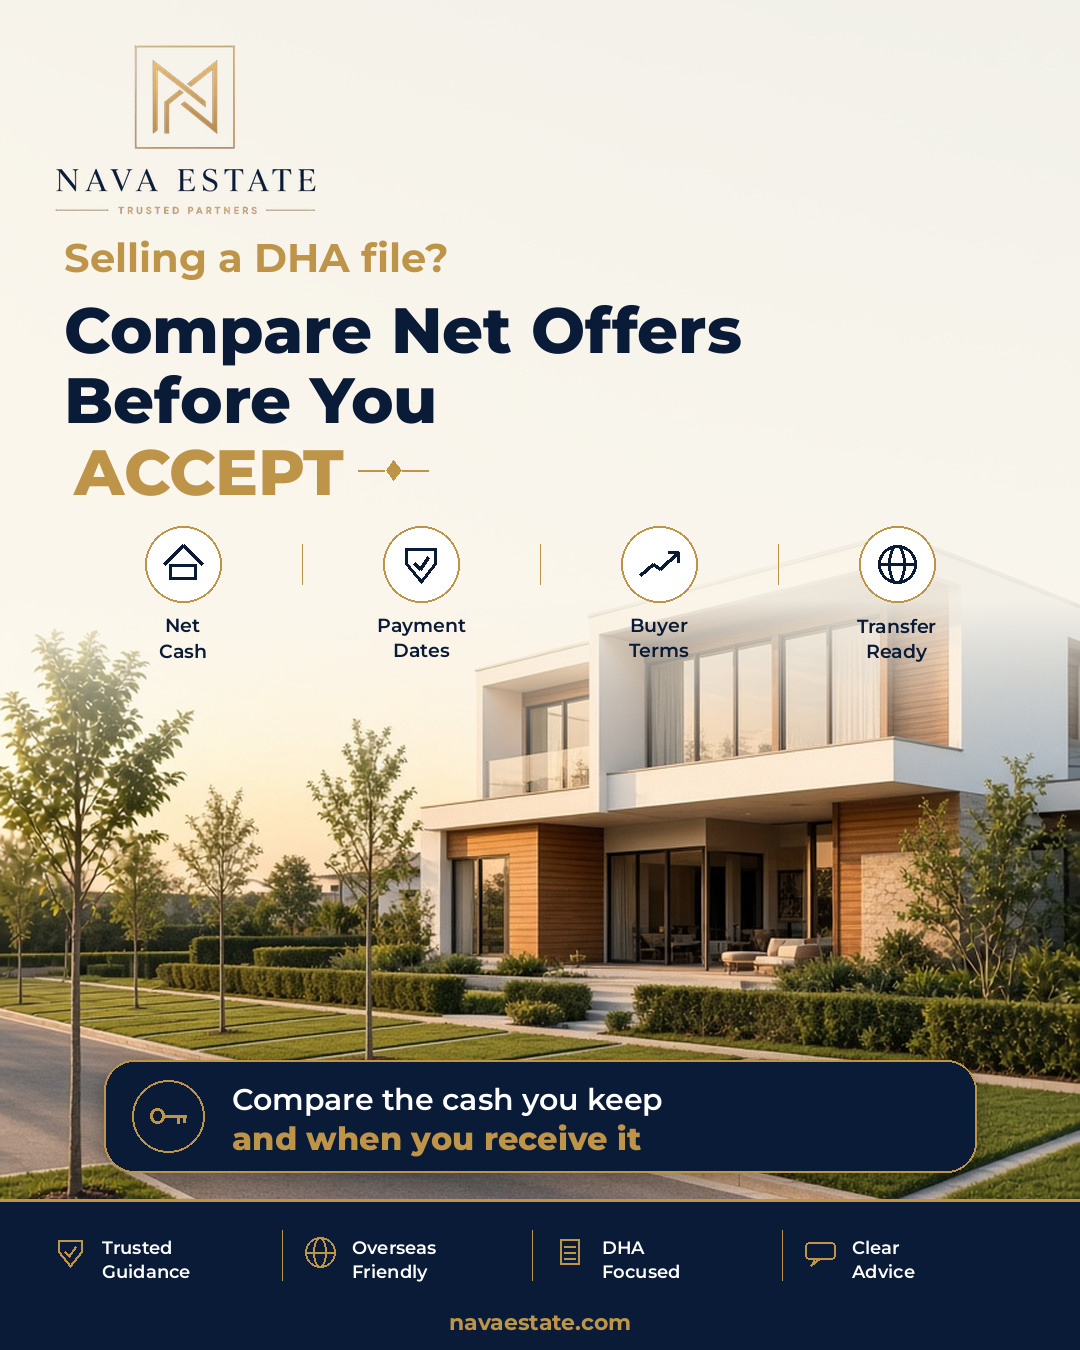 NAVA ESTATE
TRUSTED PARTNERS
Selling a DHA file?
Compare Net Offers
Before You
ACCEPT
Net
Cash
Payment
Dates
Buyer
Terms
Transfer
Ready
Compare the cash you keep
and when you receive it
Trusted
Guidance
Overseas
Friendly
DHA
Focused
Clear
Advice
navaestate.com